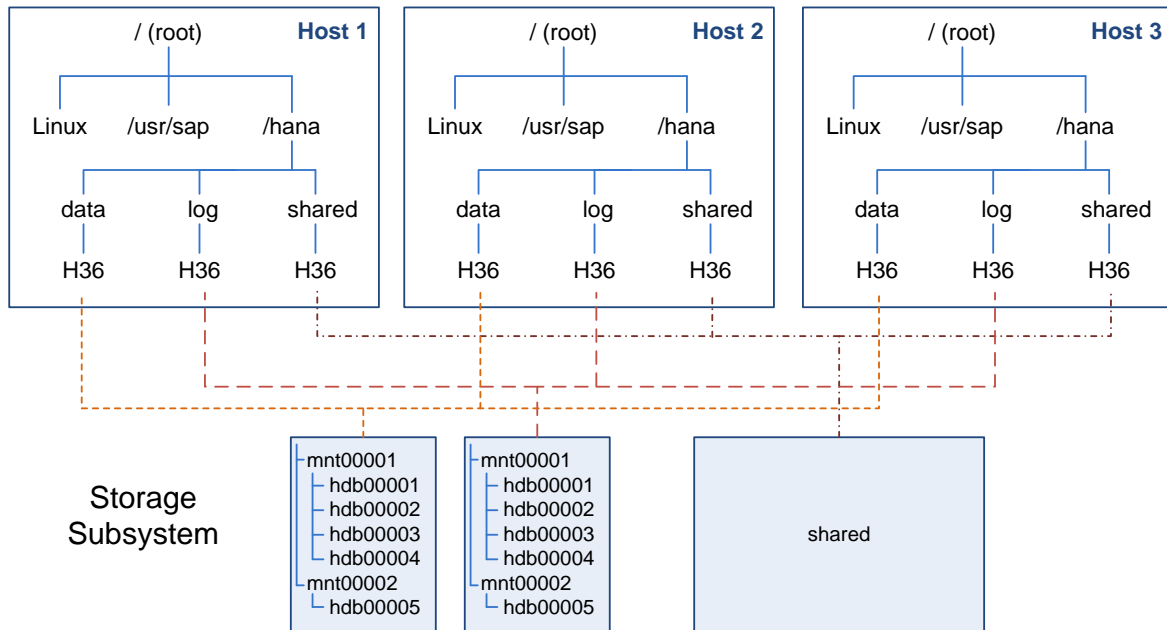 / (root) Host 1
Linux /usr/sap /hana
data log shared
H36 H36 H36
/ (root) Host 2
Linux /usr/sap /hana
data log shared
H36 H36 H36
/ (root) Host 3
Linux /usr/sap /hana
data log shared
H36 H36 H36
Storage
Subsystem
mnt00001
hdb00001
hdb00002
hdb00003
hdb00004
mnt00002
hdb00005
mnt00001
hdb00001
hdb00002
hdb00003
hdb00004
mnt00002
hdb00005
shared